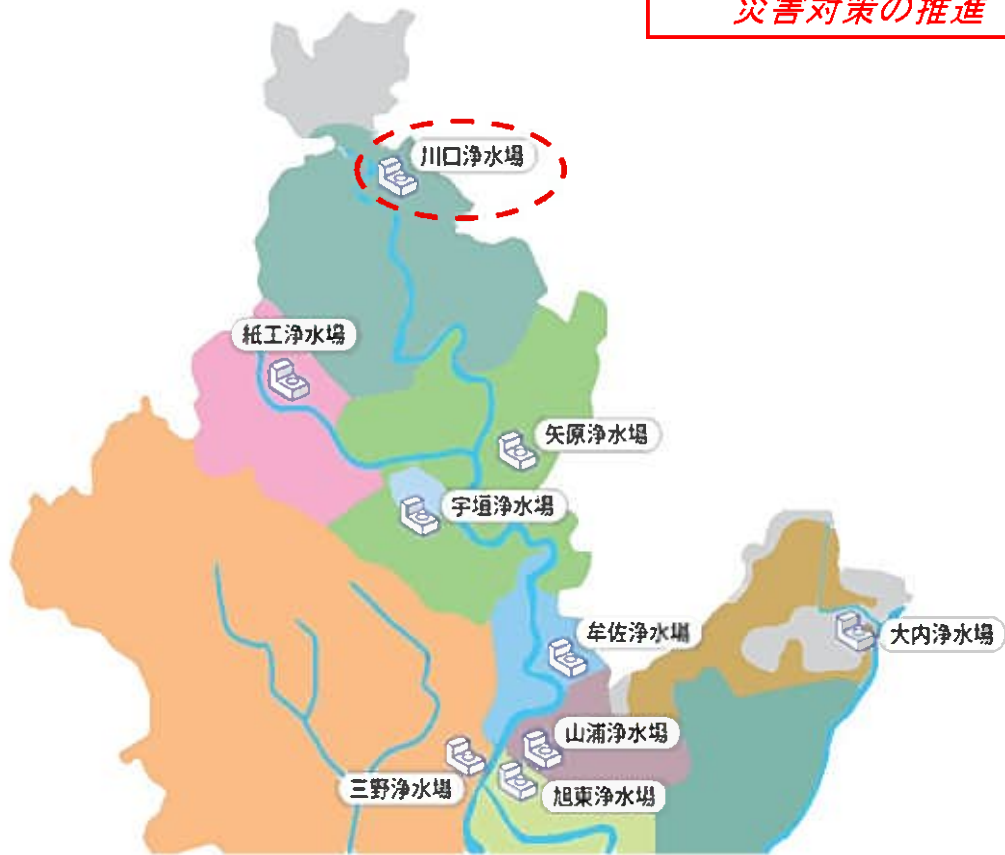 災害対策の推進
川口浄水場
紙工浄水場
矢原浄水場
宇垣浄水場
牟佐浄水場
大内浄水場
山浦浄水場
三野浄水場
旭東浄水場